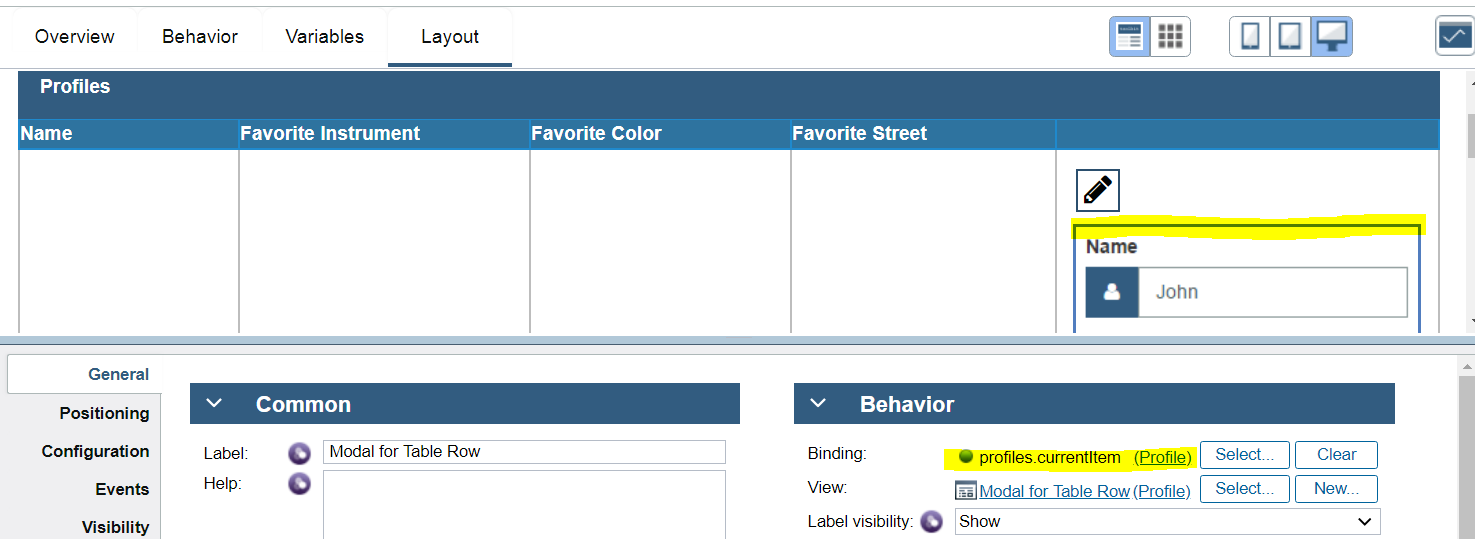 Overview Behavior Variables Layout
Profiles
Name Favorite Instrument Favorite Color Favorite Street
Name
John
General
Positioning
Configuration
Events
Visibility
Common
Label: Modal for Table Row
Help:
Behavior
Binding: profiles.currentItem (Profile) Select... Clear
View: Modal for Table Row (Profile) Select... New...
Label visibility: Show